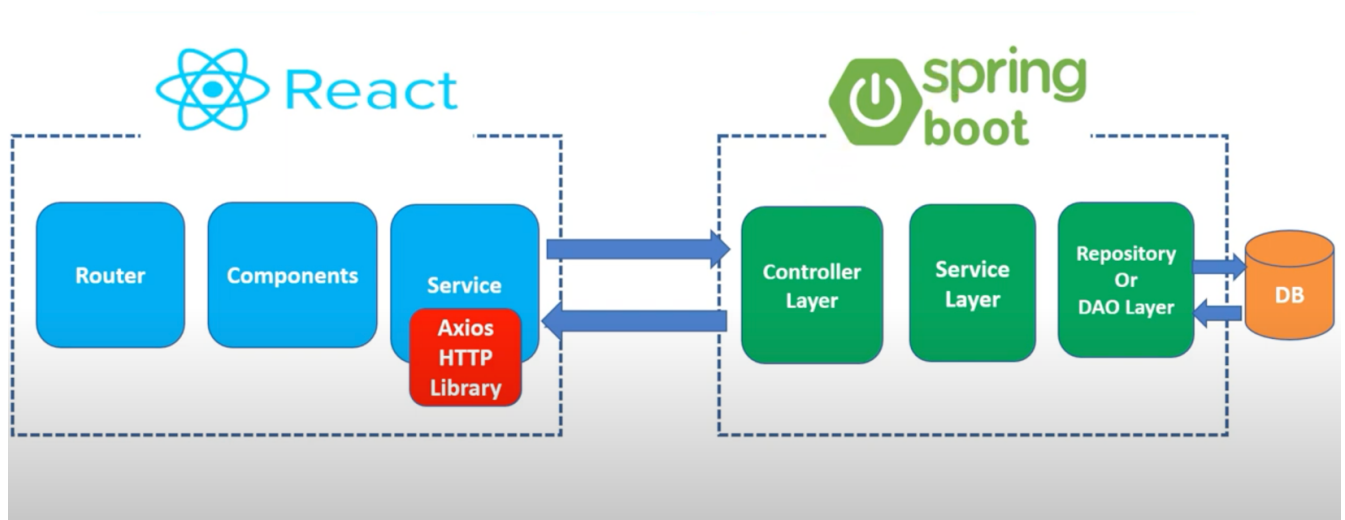 React
spring
boot
Router
Components
Service
Axios
HTTP
Library
Controller
Layer
Service
Layer
Repository
Or
DAO Layer
DB